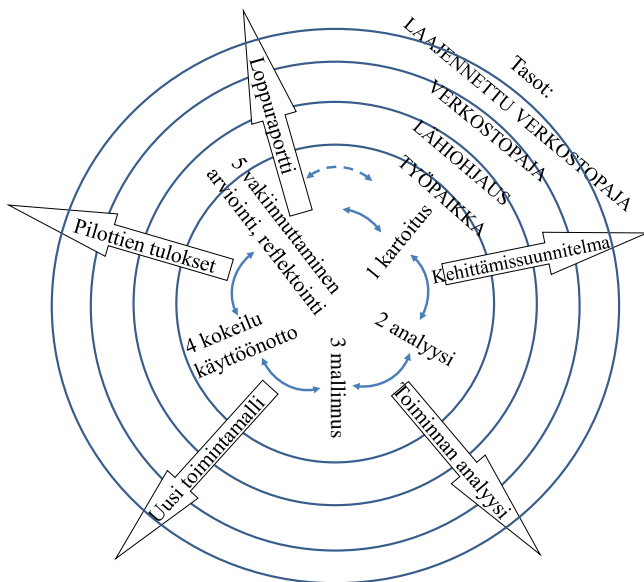 Tasot:
LAAJENNETTU VERKOSTOPAJA
VERKOSTOPAJA
LÄHIOHJAUS
TYÖPAIKKA
1 kartoitus
2 analyysi
3 mallinnus
4 kokeilu
käyttöönotto
5 vakiinnuttaminen
arviointi, reflektointi
Kehittämissuunnitelma
Toiminnan analyysi
Uusi toimintamalli
Pilottien tulokset
Loppuraportti